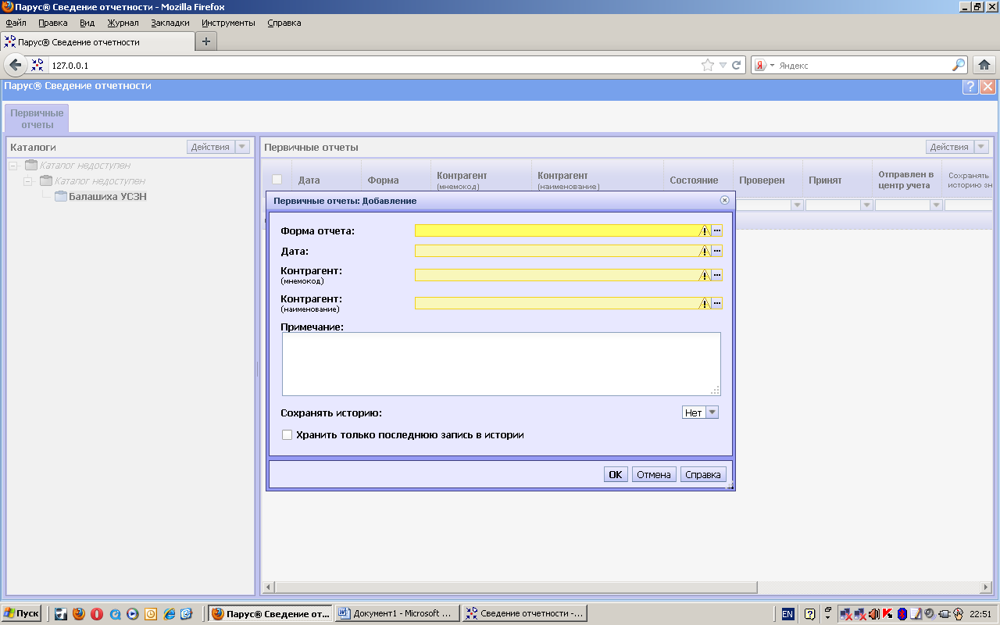 Парус® Сведение отчетности - Mozilla Firefox
Файл Правка Вид Журнал Закладки Инструменты Справка
Парус® Сведение отчетности
127.0.0.1
Яндекс
Парус® Сведение отчетности
Первичные
отчеты
Каталоги Действия
Каталог недоступен
Каталог недоступен
Балашиха УСЗН
Первичные отчеты Действия
Дата Форма Контрагент (мнемокод) Контрагент (наименование) Состояние Проверен Принят Отправлен в центр учета Сохранять историю зн
Первичные отчеты: Добавление
Форма отчета:
Дата:
Контрагент:
(мнемокод)
Контрагент:
(наименование)
Примечание:
Сохранять историю: Нет
Хранить только последнюю запись в истории
OK Отмена Справка
Пуск Парус® Сведение от... Документ1 - Microsoft ... Сведение отчетности -... EN 22:51